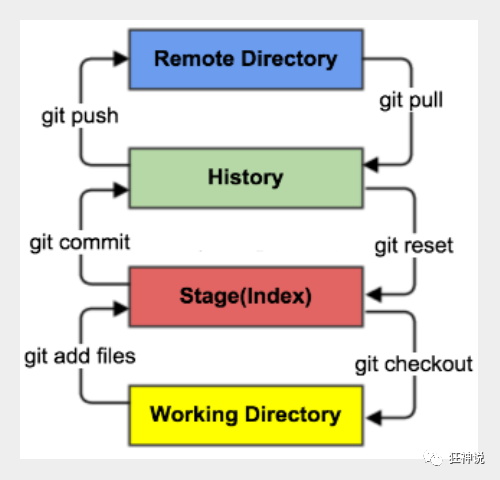 Remote Directory
git push
git pull
History
git commit
git reset
Stage(Index)
git add files
git checkout
Working Directory
狂神说